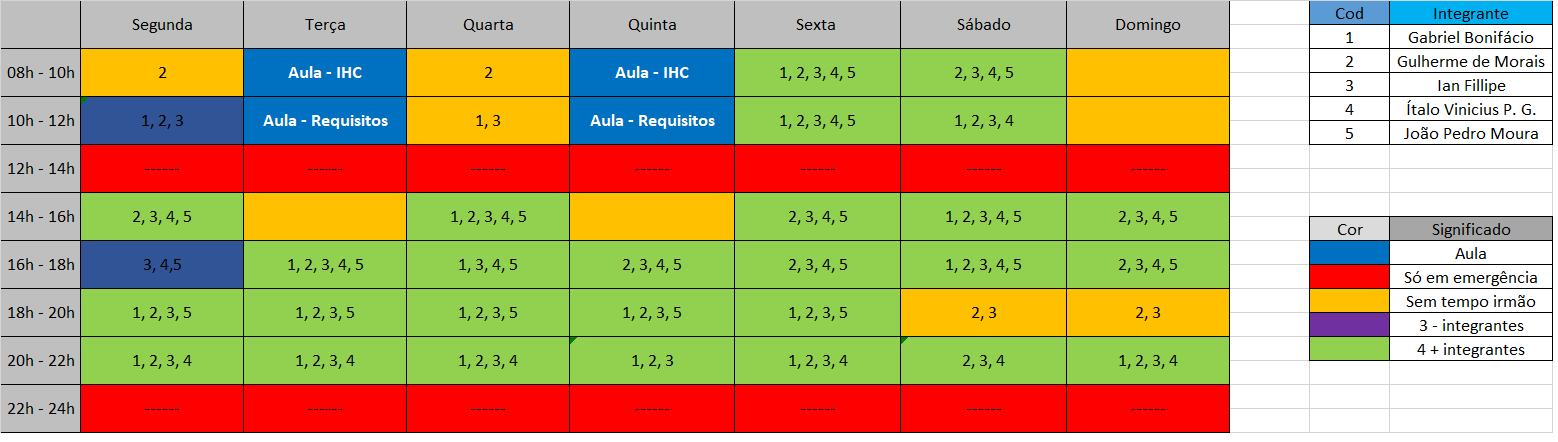 Segunda Terça Quarta Quinta Sexta Sábado Domingo
08h - 10h 2 Aula - IHC 2 Aula - IHC 1, 2, 3, 4, 5 2, 3, 4, 5
10h - 12h 1, 2, 3 Aula - Requisitos 1, 3 Aula - Requisitos 1, 2, 3, 4, 5 1, 2, 3, 4
12h - 14h ------ ------ ------ ------ ------ ------ ------
14h - 16h 2, 3, 4, 5 1, 2, 3, 4, 5 2, 3, 4, 5 1, 2, 3, 4, 5 2, 3, 4, 5
16h - 18h 3, 4,5 1, 2, 3, 4, 5 1, 3, 4, 5 2, 3, 4, 5 2, 3, 4, 5 1, 2, 3, 4, 5 2, 3, 4, 5
18h - 20h 1, 2, 3, 5 1, 2, 3, 5 1, 2, 3, 5 1, 2, 3, 5 1, 2, 3, 5 2, 3 2, 3
20h - 22h 1, 2, 3, 4 1, 2, 3, 4 1, 2, 3, 4 1, 2, 3 1, 2, 3, 4 2, 3, 4 1, 2, 3, 4
22h - 24h ------ ------ ------ ------ ------ ------ ------
Cod Integrante
1 Gabriel Bonifácio
2 Gulherme de Morais
3 Ian Fillipe
4 Ítalo Vinicius P. G.
5 João Pedro Moura
Cor Significado
Aula
Só em emergência
Sem tempo irmão
3 - integrantes
4 + integrantes